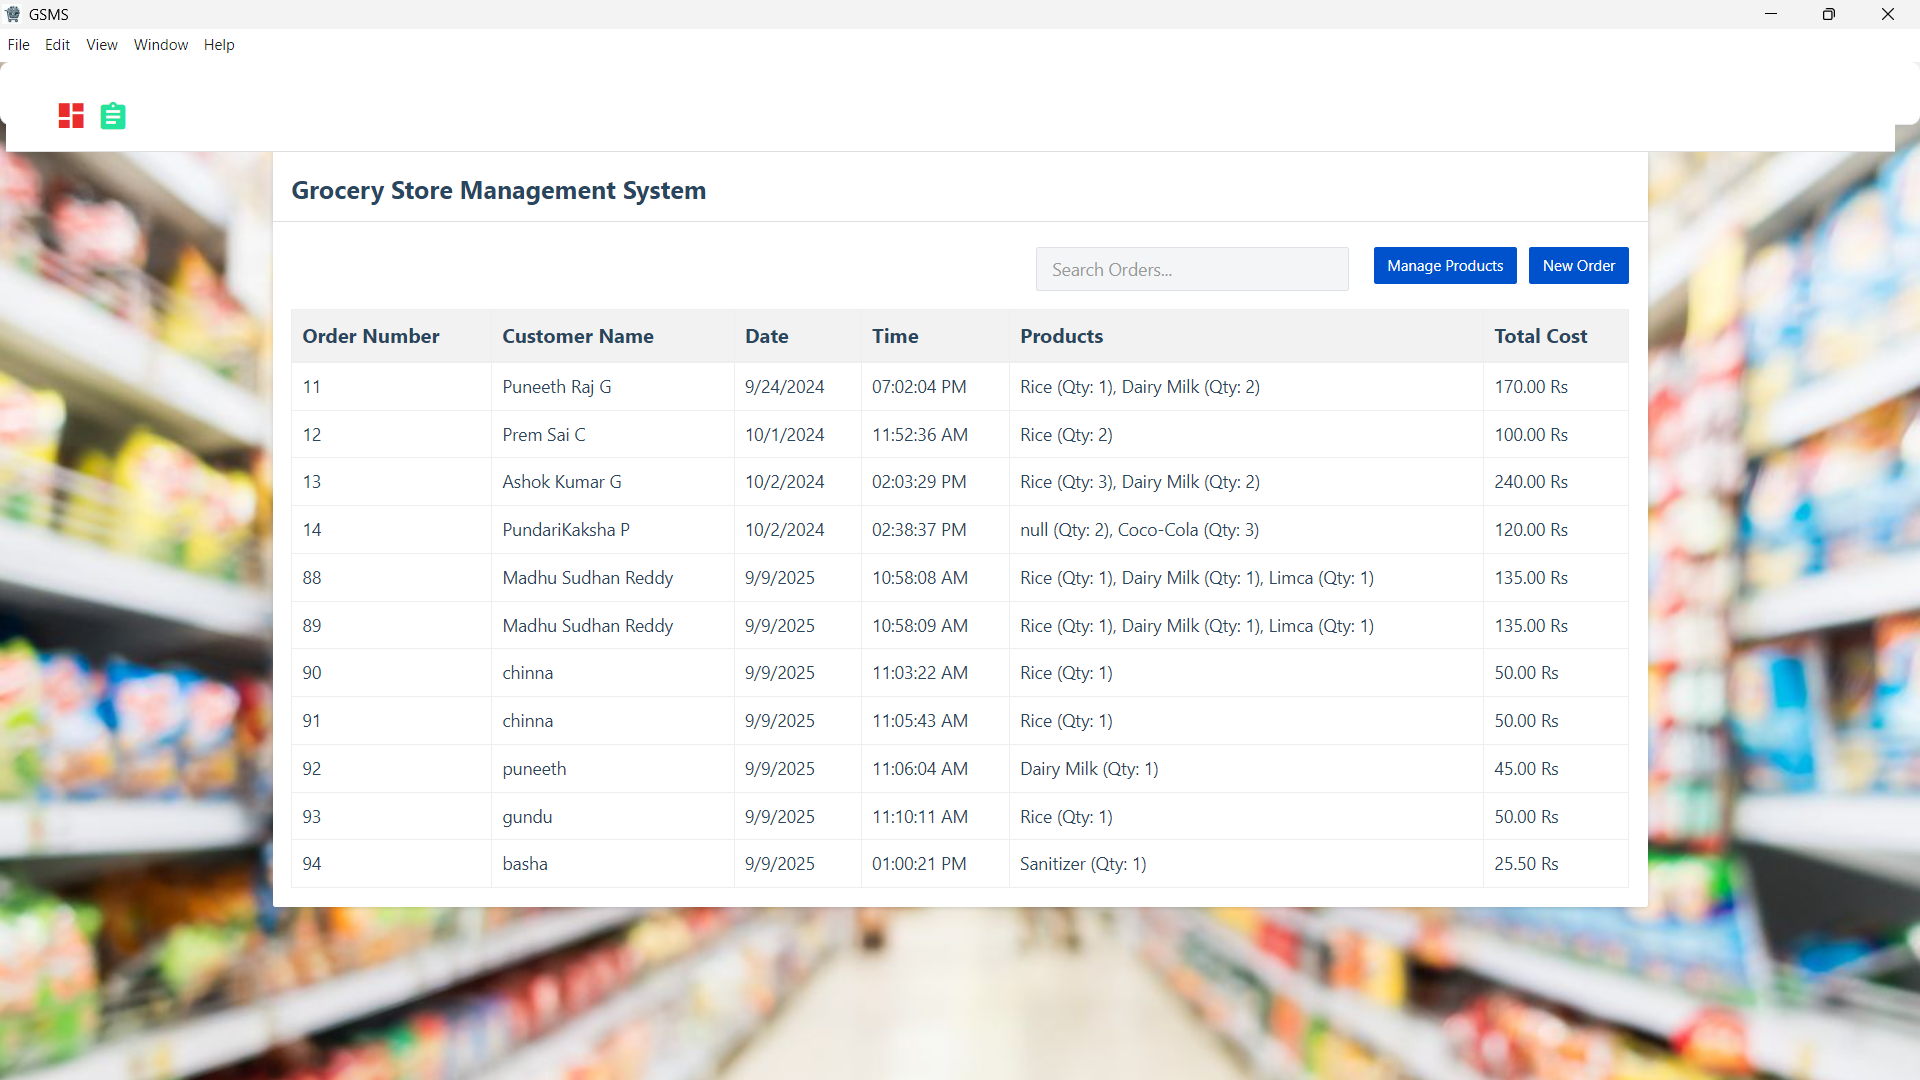 GSMS
File Edit View Window Help
Grocery Store Management System
Search Orders... Manage Products New Order
Order Number Customer Name Date Time Products Total Cost
11 Puneeth Raj G 9/24/2024 07:02:04 PM Rice (Qty: 1), Dairy Milk (Qty: 2) 170.00 Rs
12 Prem Sai C 10/1/2024 11:52:36 AM Rice (Qty: 2) 100.00 Rs
13 Ashok Kumar G 10/2/2024 02:03:29 PM Rice (Qty: 3), Dairy Milk (Qty: 2) 240.00 Rs
14 PundariKaksha P 10/2/2024 02:38:37 PM null (Qty: 2), Coco-Cola (Qty: 3) 120.00 Rs
88 Madhu Sudhan Reddy 9/9/2025 10:58:08 AM Rice (Qty: 1), Dairy Milk (Qty: 1), Limca (Qty: 1) 135.00 Rs
89 Madhu Sudhan Reddy 9/9/2025 10:58:09 AM Rice (Qty: 1), Dairy Milk (Qty: 1), Limca (Qty: 1) 135.00 Rs
90 chinna 9/9/2025 11:03:22 AM Rice (Qty: 1) 50.00 Rs
91 chinna 9/9/2025 11:05:43 AM Rice (Qty: 1) 50.00 Rs
92 puneeth 9/9/2025 11:06:04 AM Dairy Milk (Qty: 1) 45.00 Rs
93 gundu 9/9/2025 11:10:11 AM Rice (Qty: 1) 50.00 Rs
94 basha 9/9/2025 01:00:21 PM Sanitizer (Qty: 1) 25.50 Rs